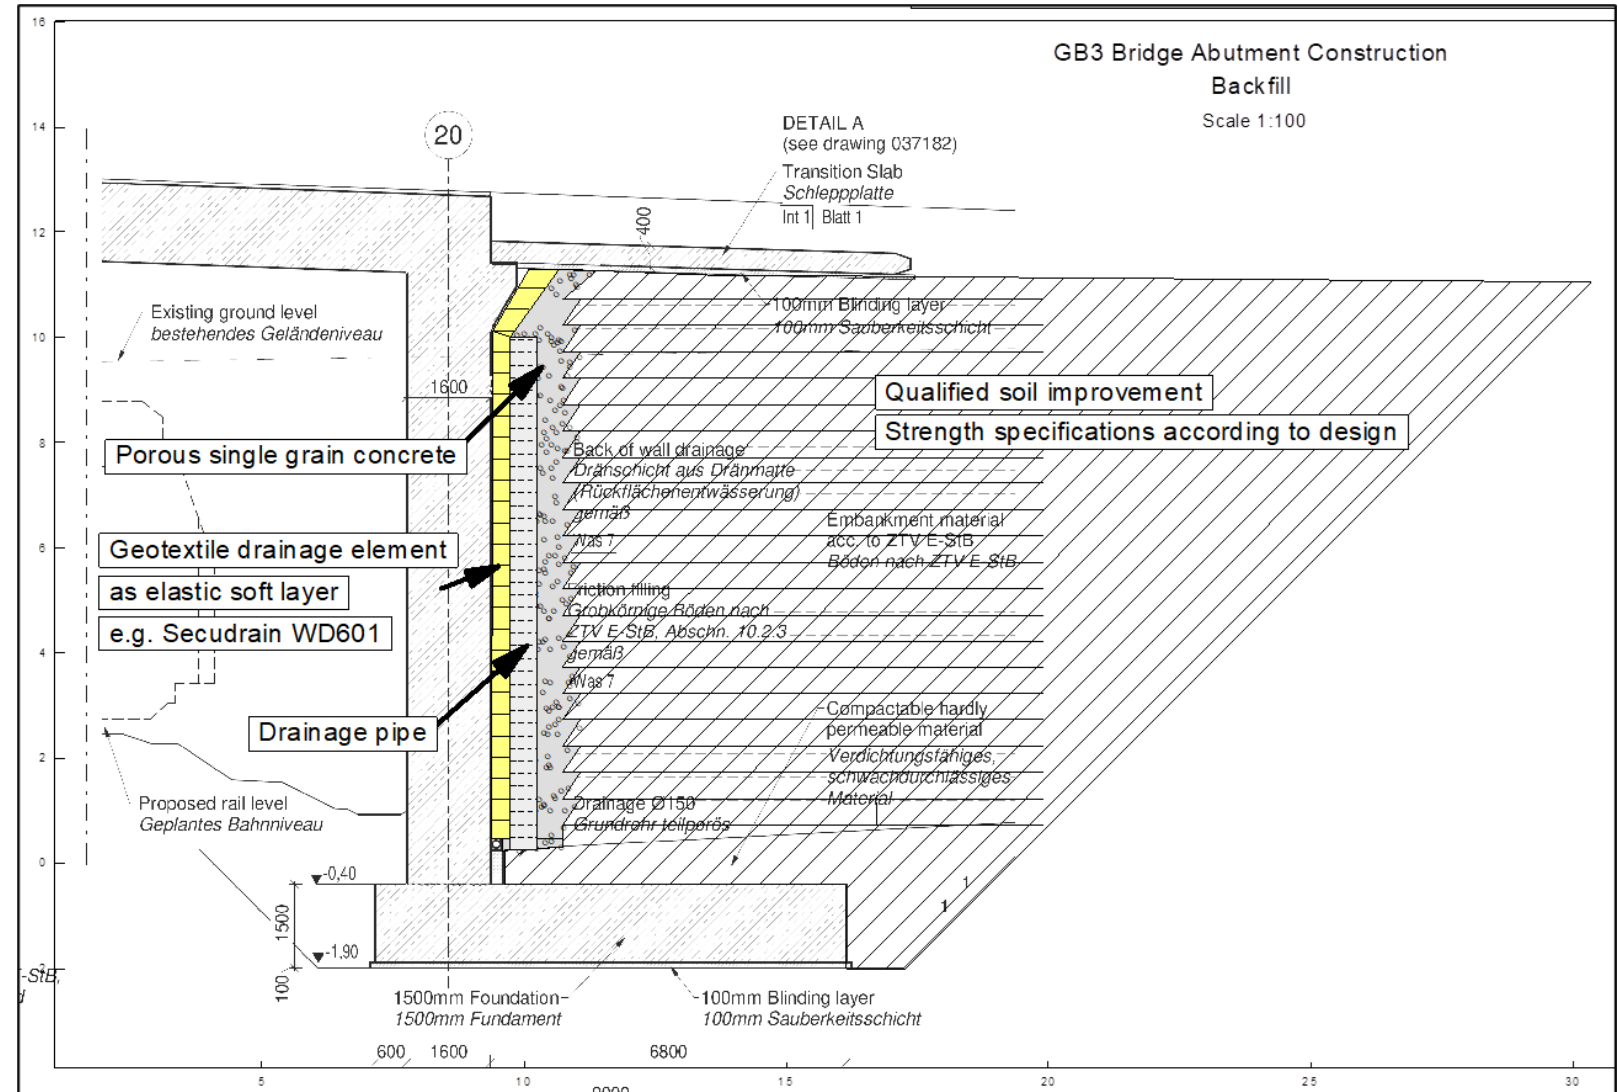 GB3 Bridge Abutment Construction
Backfill
Scale 1:100
16
14
12
10
8
6
4
2
0
20
DETAIL A
(see drawing 037182)
Transition Slab
Schleppplatte
Int 1 Blatt 1
400
Existing ground level
bestehendes Geländeniveau
100mm Blinding layer
100mm Sauberkeitsschicht
1600
Qualified soil improvement
Strength specifications according to design
Porous single grain concrete
Back of wall drainage
Dränschicht aus Dränmatte
(Rückflächenentwässerung)
gemäß
Was 7
Embankment material
acc. to ZTV E-StB
Böden nach ZTV E-StB
Geotextile drainage element
as elastic soft layer
e.g. Secudrain WD601
Friction filling
Grobkörnige Böden nach
ZTV E-StB, Abschn. 10.2.3
gemäß
Was 7
Drainage pipe
Compactable hardly
permeable material
Verdichtungsfähiges,
schwachdurchlässiges
Material
Proposed rail level
Geplantes Bahnniveau
Drainage Ø150
Grundrohr teilporös
-0,40
1500
-1,90
100
1
1
-StB,
1500mm Foundation
1500mm Fundament
100mm Blinding layer
100mm Sauberkeitsschicht
600 1600 6800
5 10 15 20 25 30